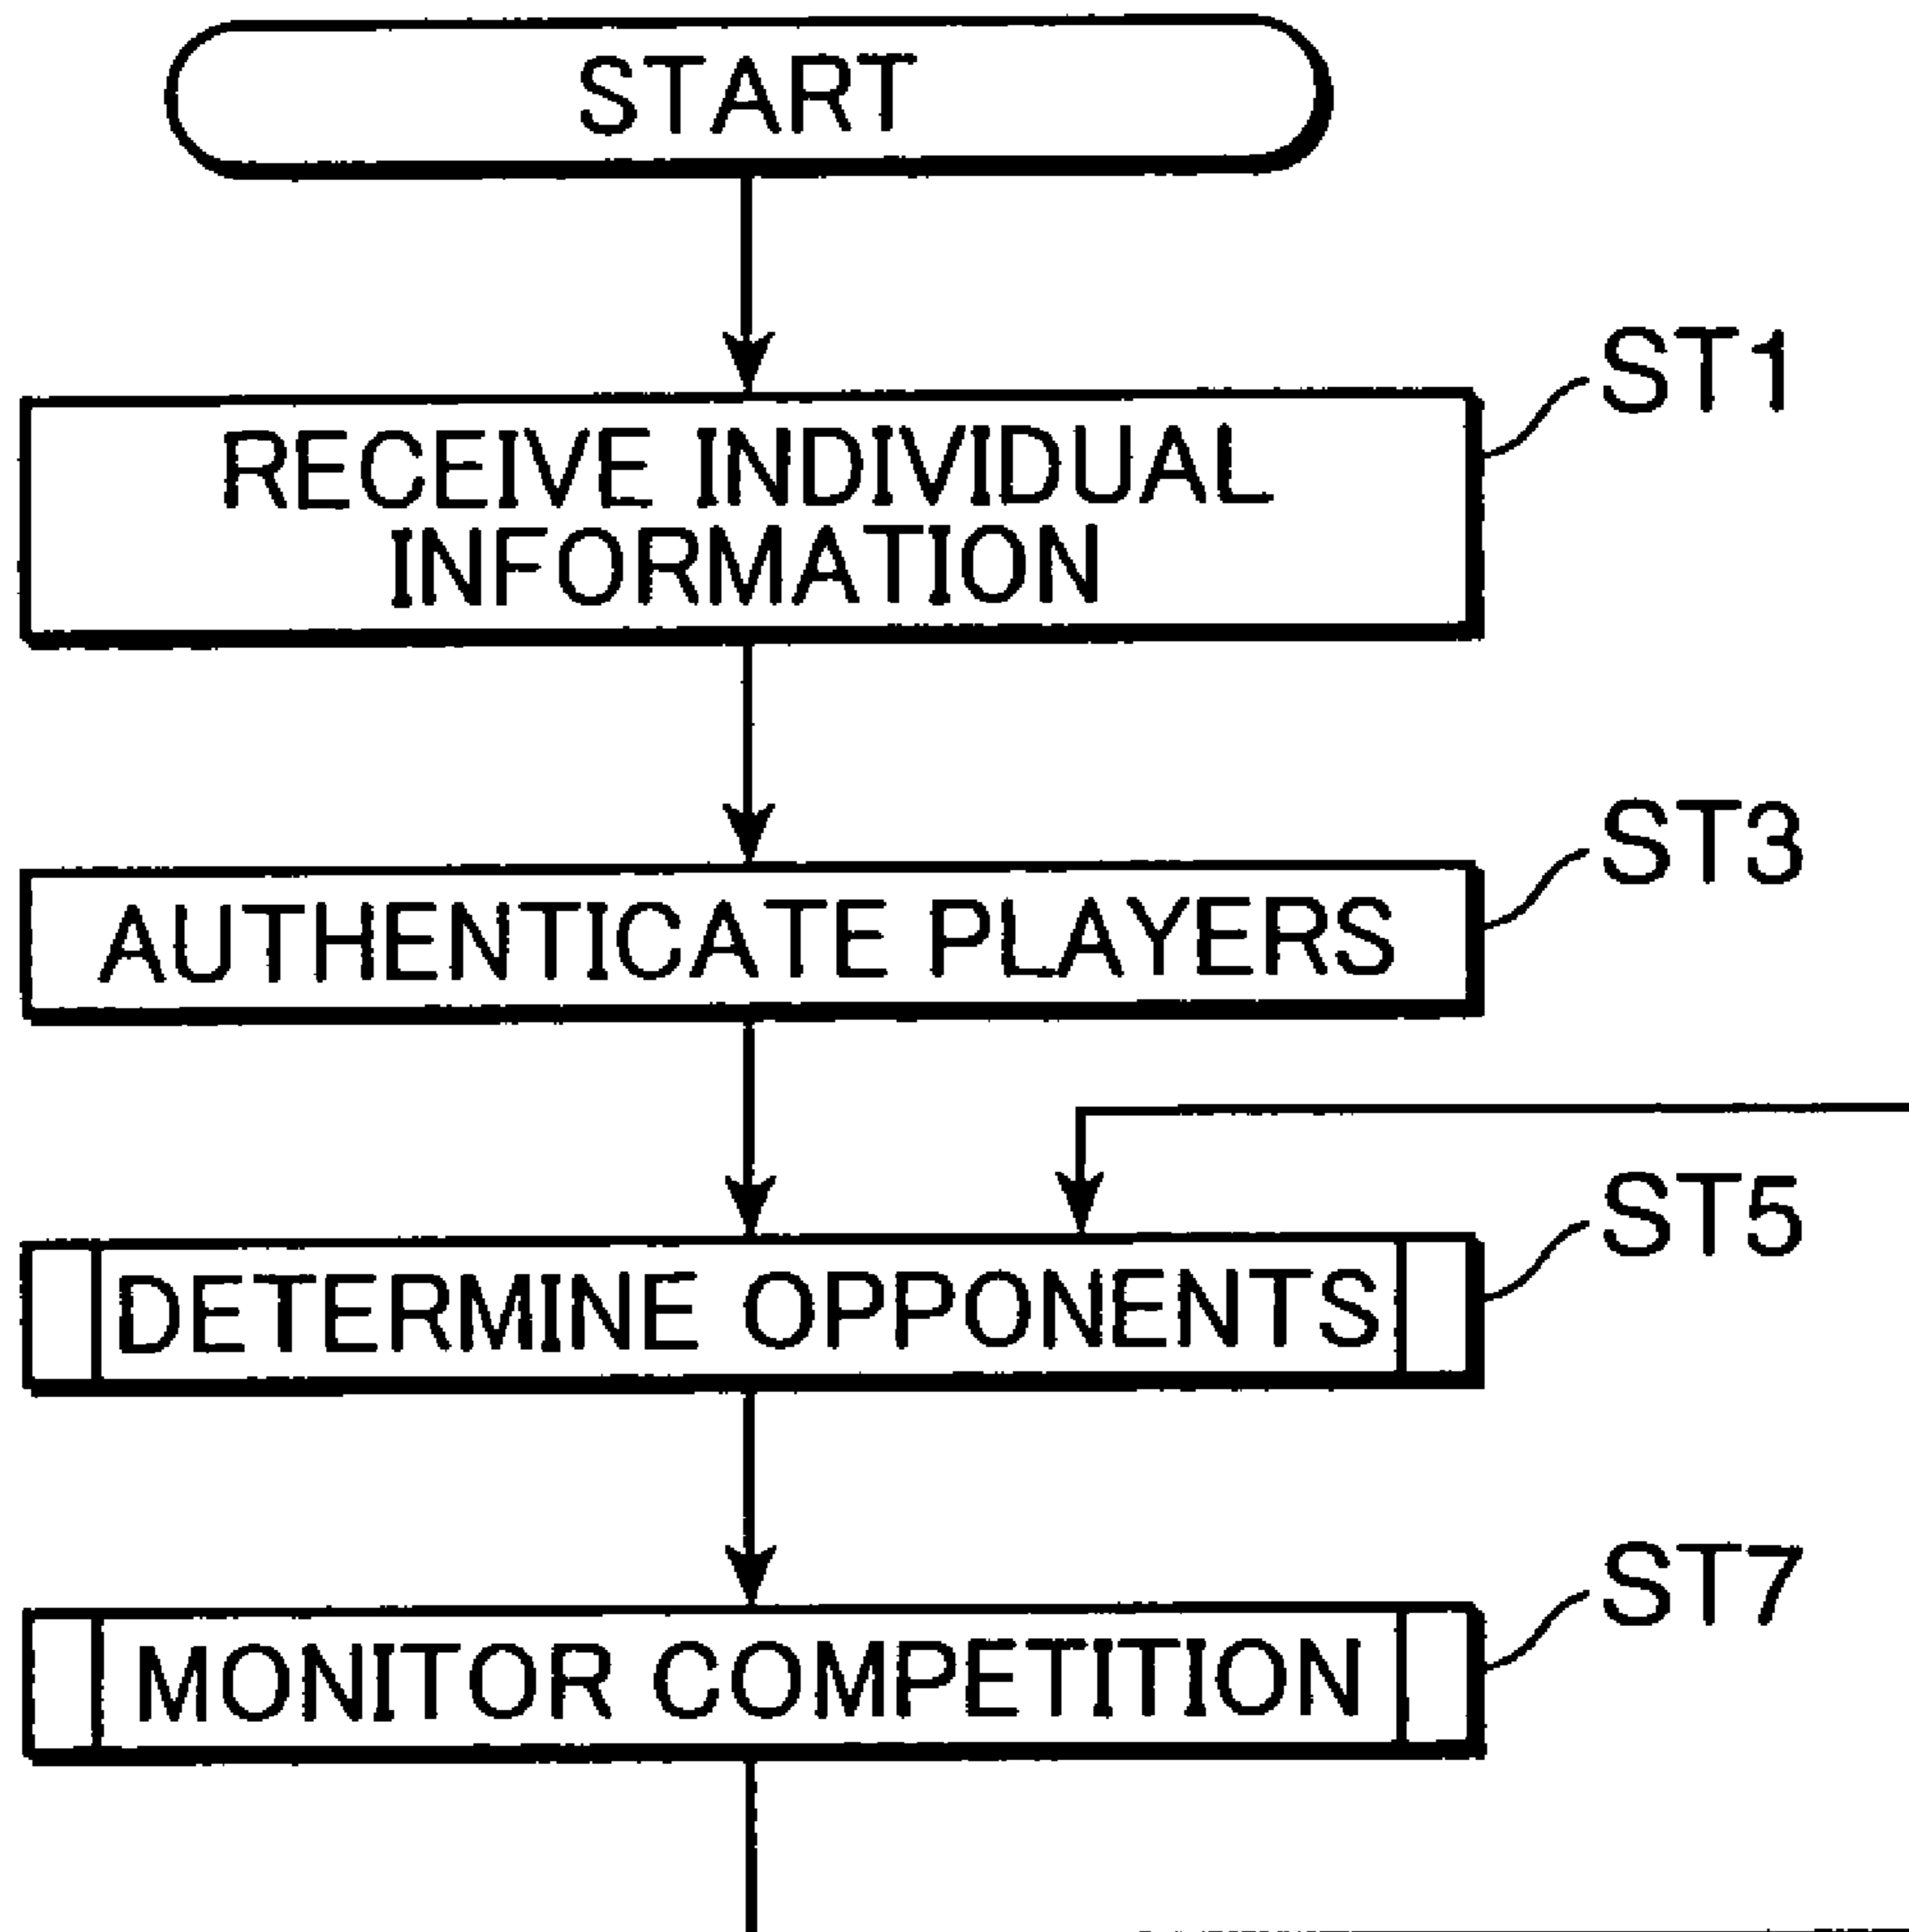 START
ST1
RECEIVE INDIVIDUAL
INFORMATION
ST3
AUTHENTICATE PLAYERS
ST5
DETERMINE OPPONENTS
ST7
MONITOR COMPETITION